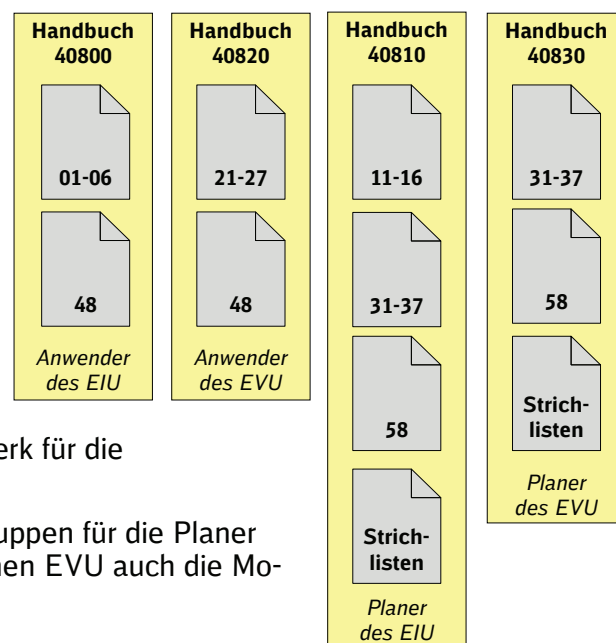 Handbuch
40800
01-06
48
Anwender
des EIU
Handbuch
40820
21-27
48
Anwender
des EVU
Handbuch
40810
11-16
31-37
58
Strich-
listen
Planer
des EIU
Handbuch
40830
31-37
58
Strich-
listen
Planer
des EVU
erk für die
uppen für die Planer
nen EVU auch die Mo-